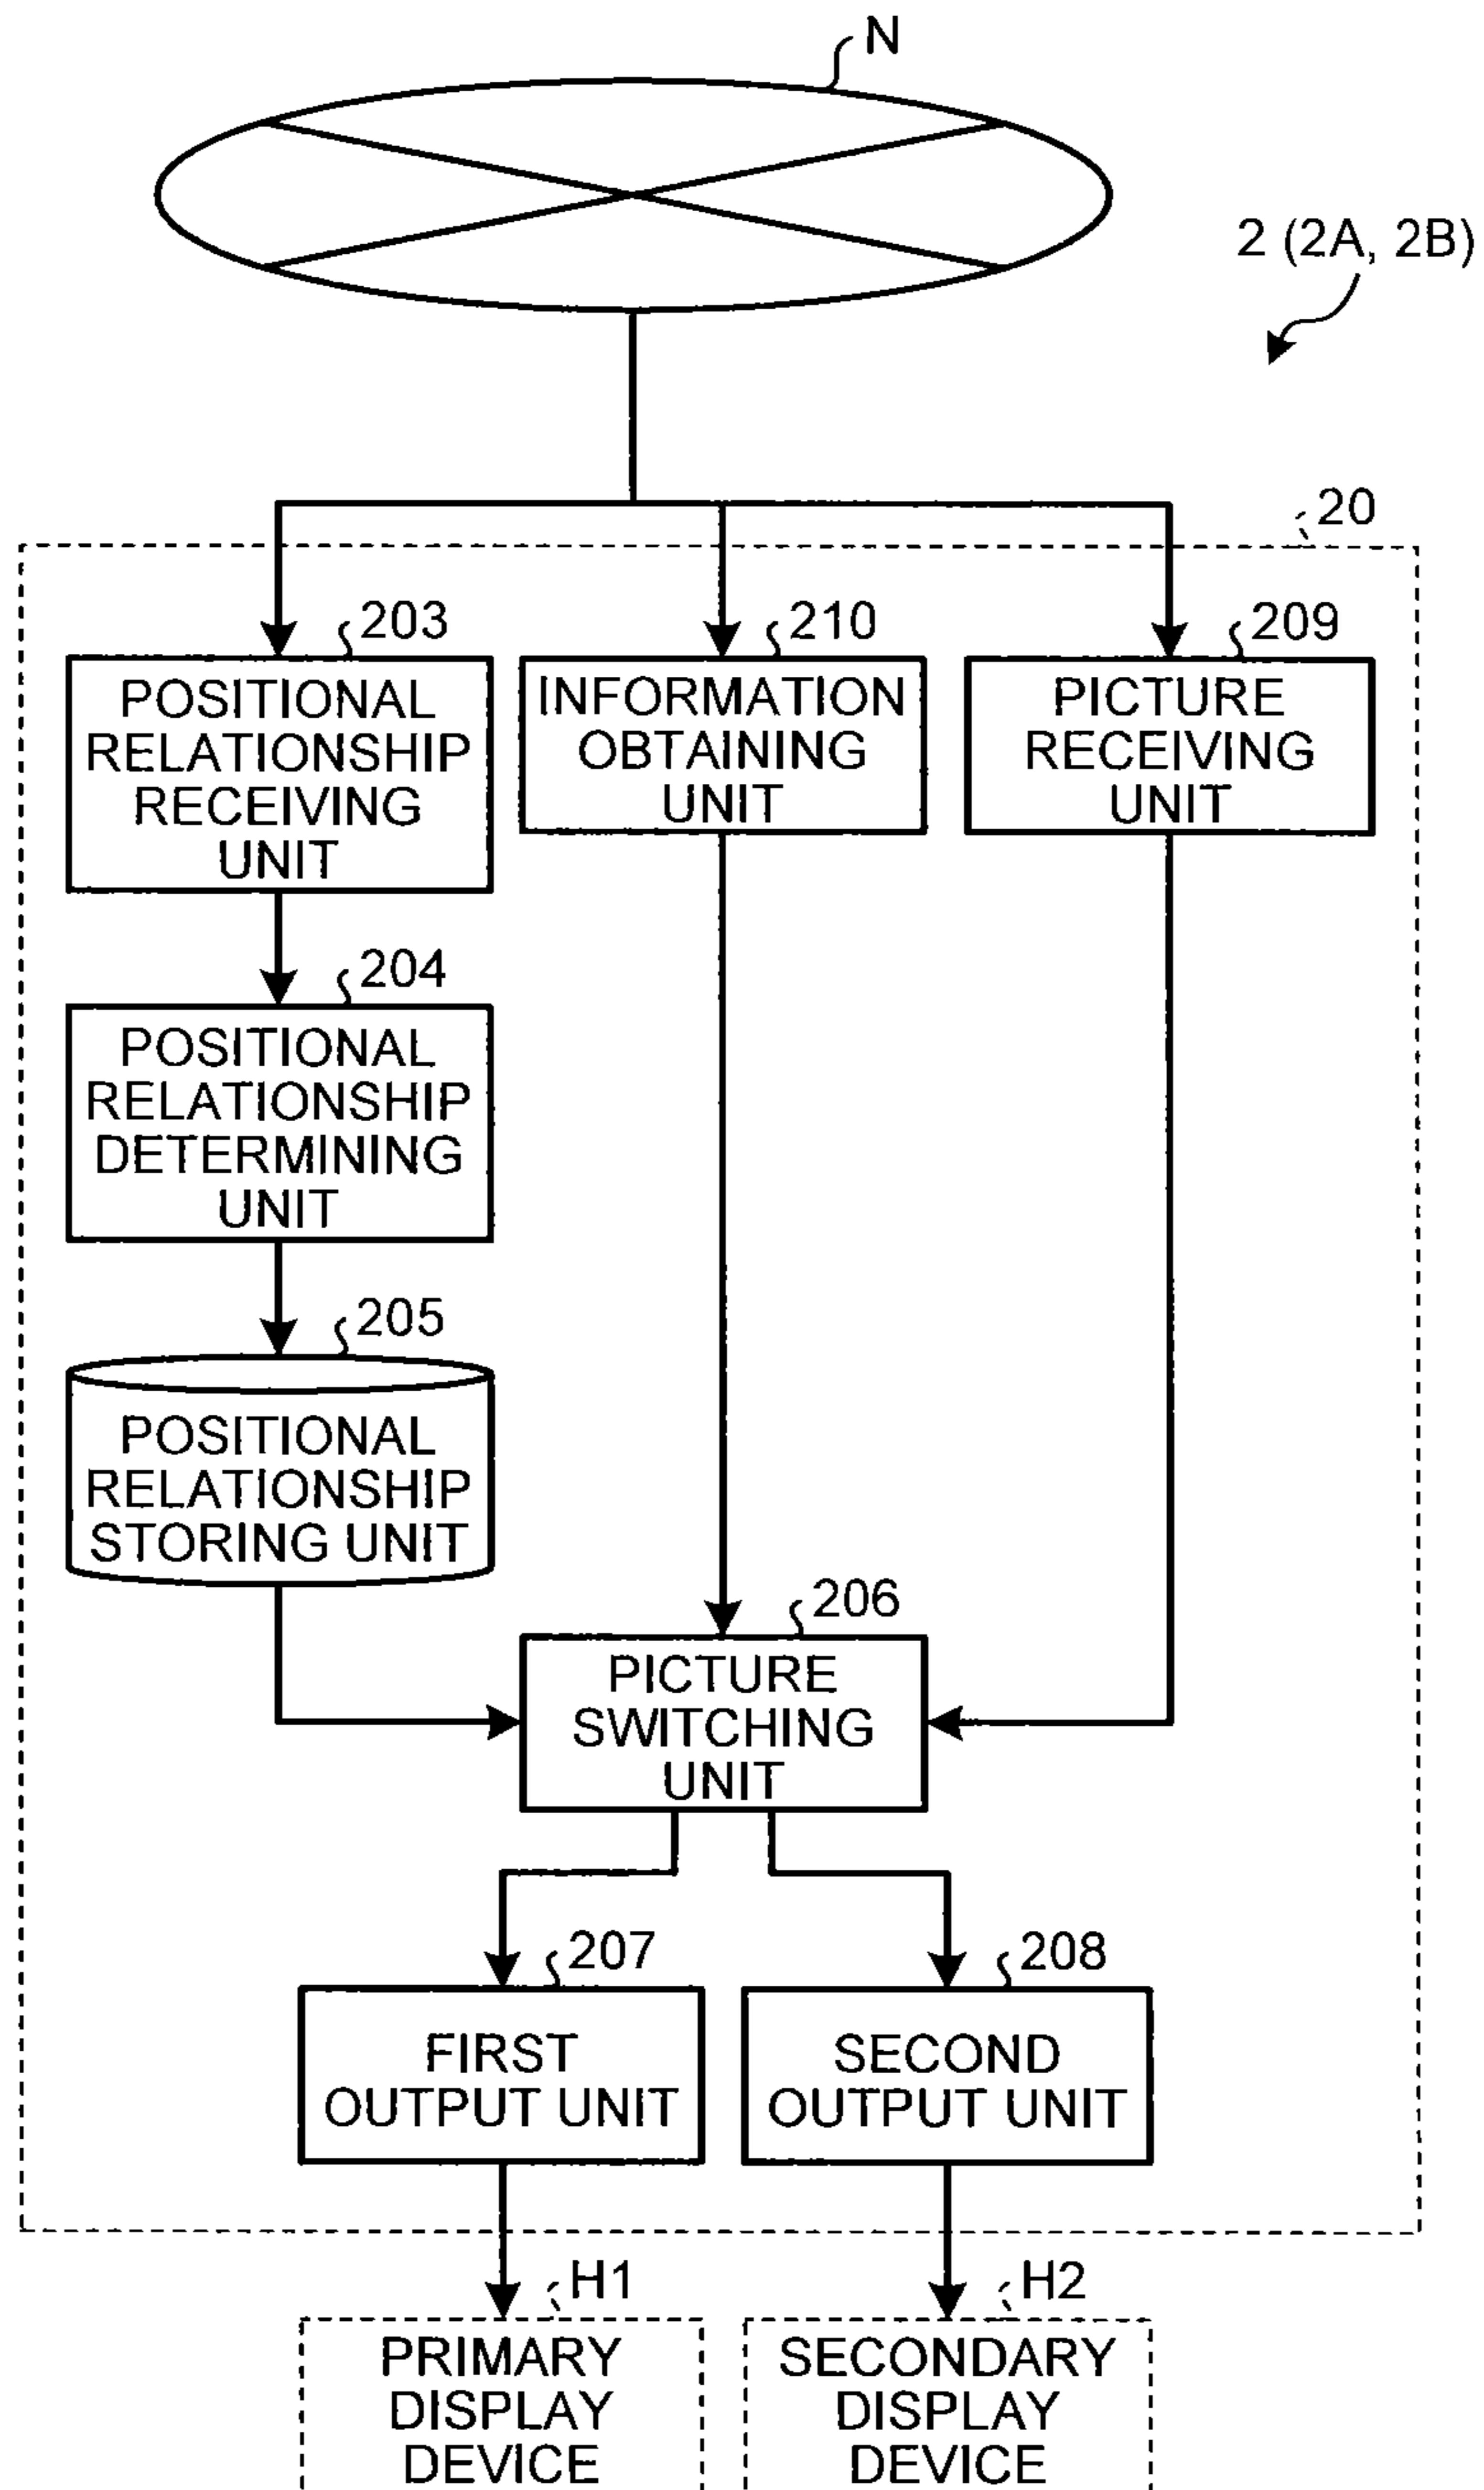 N
2 (2A, 2B)
20
203
POSITIONAL
RELATIONSHIP
RECEIVING
UNIT
210
INFORMATION
OBTAINING
UNIT
209
PICTURE
RECEIVING
UNIT
204
POSITIONAL
RELATIONSHIP
DETERMINING
UNIT
205
POSITIONAL
RELATIONSHIP
STORING UNIT
206
PICTURE
SWITCHING
UNIT
207
FIRST
OUTPUT UNIT
208
SECOND
OUTPUT UNIT
H1
PRIMARY
DISPLAY
DEVICE
H2
SECONDARY
DISPLAY
DEVICE